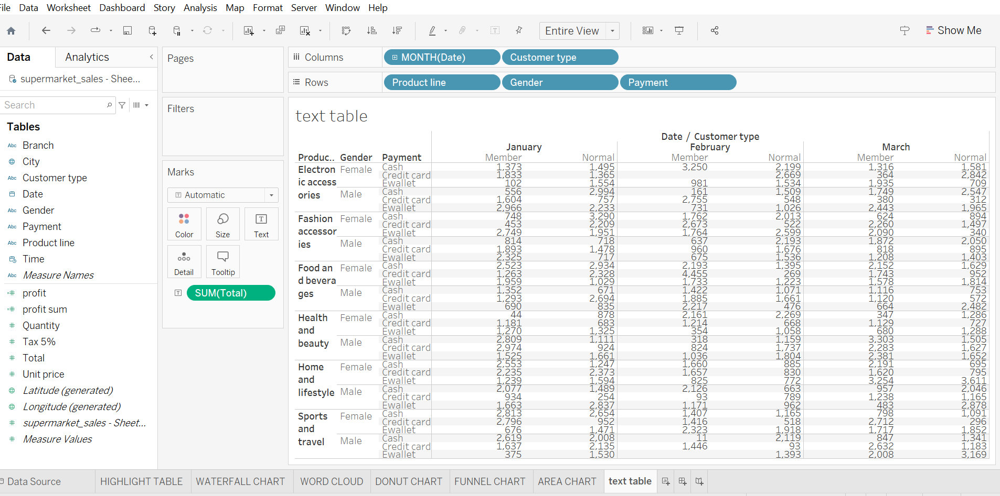 File Data Worksheet Dashboard Story Analysis Map Format Server Window Help
Entire View Show Me
Data Analytics
supermarket_sales - Shee...
Search
Tables
Branch
City
Customer type
Date
Gender
Payment
Product line
Time
Measure Names
profit
profit sum
Quantity
Tax 5%
Total
Unit price
Latitude (generated)
Longitude (generated)
supermarket_sales - Sheet...
Measure Values
Pages
Filters
Marks
Automatic
Color Size Text
Detail Tooltip
SUM(Total)
Columns MONTH(Date) Customer type
Rows Product line Gender Payment
text table
Date / Customer type
January February March
Produc.. Gender Payment Member Normal Member Normal Member Normal
Electron
ic access
ories
Female Cash 1,373 1,495 3,250 2,199 1,316 1,581
Credit card 1,833 1,365 2,669 364 2,842
Ewallet 102 1,554 981 1,534 1,935 709
Male Cash 556 2,994 161 1,509 1,749 2,547
Credit card 1,604 757 2,755 548 380 312
Ewallet 2,966 2,233 731 1,026 2,443 1,965
Fashion
accessor
ies
Female Cash 748 3,290 1,762 2,013 624 894
Credit card 453 2,209 2,673 522 2,260 1,497
Ewallet 2,749 1,951 1,764 2,599 2,090 340
Male Cash 814 718 637 2,193 1,872 2,050
Credit card 1,893 1,478 960 1,676 818 895
Ewallet 2,325 717 675 1,536 1,208 1,403
Food an
d bevera
ges
Female Cash 2,523 2,934 2,193 1,395 2,152 1,629
Credit card 1,263 2,328 4,455 269 1,743 952
Ewallet 1,959 1,029 1,733 1,223 1,578 1,814
Male Cash 1,352 671 1,422 1,071 1,116 753
Credit card 1,293 2,694 1,885 1,661 1,120 572
Ewallet 690 835 2,217 476 664 2,482
Health
and
beauty
Female Cash 44 878 2,161 2,269 347 1,286
Credit card 1,181 683 1,214 668 1,129 727
Ewallet 1,270 1,325 354 1,058 680 1,288
Male Cash 2,809 1,111 318 1,159 3,303 1,505
Credit card 2,974 924 824 1,737 2,283 1,627
Ewallet 1,525 1,661 1,036 1,804 2,381 1,652
Home
and
lifestyle
Female Cash 2,553 1,247 1,660 885 2,191 695
Credit card 2,235 2,373 1,657 830 1,620 795
Ewallet 1,239 1,594 825 772 3,254 3,611
Male Cash 2,077 1,489 2,126 663 957 2,046
Credit card 934 254 93 789 1,238 1,165
Ewallet 1,663 2,837 1,171 962 483 2,878
Sports
and
travel
Female Cash 2,813 2,654 1,407 1,165 798 1,091
Credit card 2,796 952 1,416 518 2,712 296
Ewallet 676 1,471 2,323 1,918 1,717 1,852
Male Cash 2,619 2,008 11 2,119 847 1,341
Credit card 1,637 2,135 1,446 93 2,632 1,183
Ewallet 375 1,530 1,393 2,008 3,169
Data Source HIGHLIGHT TABLE WATERFALL CHART WORD CLOUD DONUT CHART FUNNEL CHART AREA CHART text table